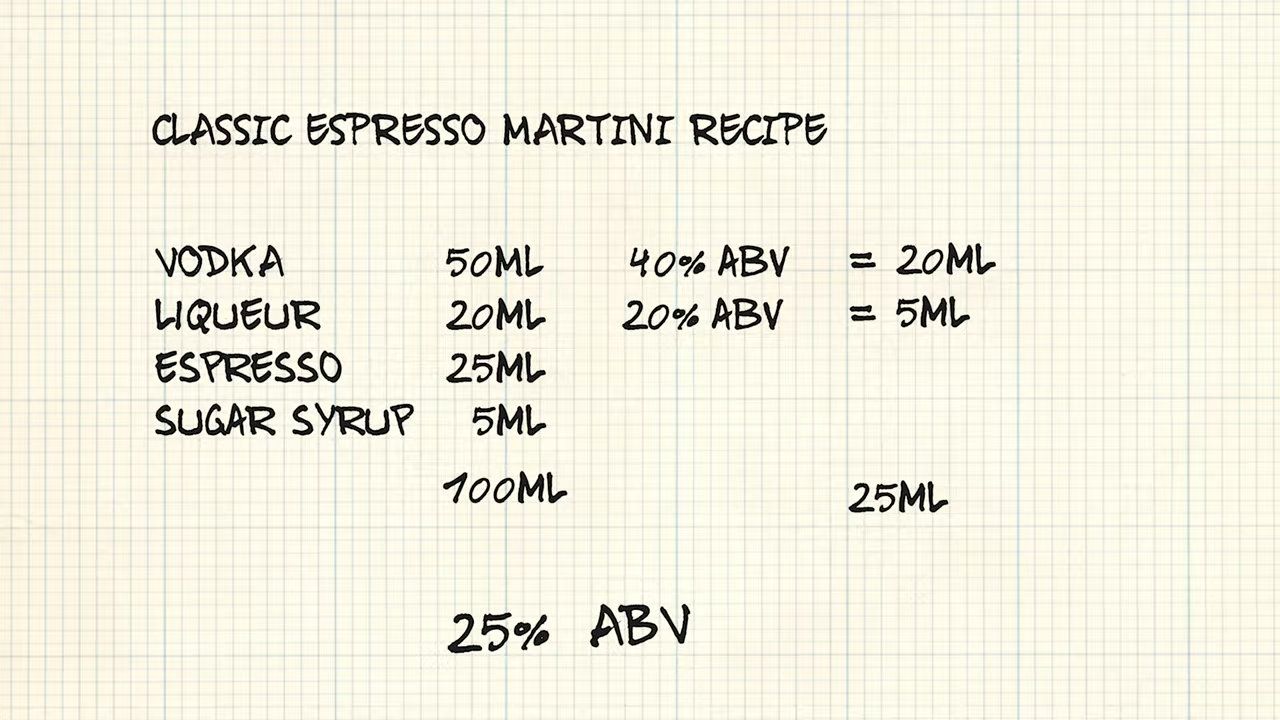 CLASSIC ESPRESSO MARTINI RECIPE
VODKA 50ML 40% ABV = 20ML
LIQUEUR 20ML 20% ABV = 5ML
ESPRESSO 25ML
SUGAR SYRUP 5ML
100ML 25ML
25% ABV